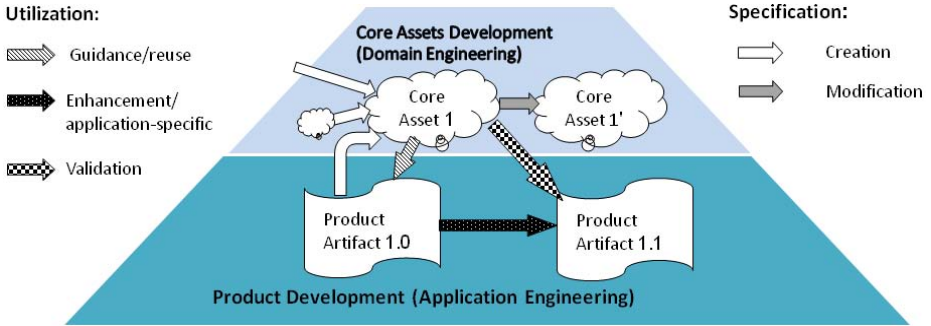 Utilization:
Guidance/reuse
Enhancement/
application-specific
Validation
Core Assets Development
(Domain Engineering)
Core
Asset 1
Core
Asset 1'
Product
Artifact 1.0
Product
Artifact 1.1
Product Development (Application Engineering)
Specification:
Creation
Modification